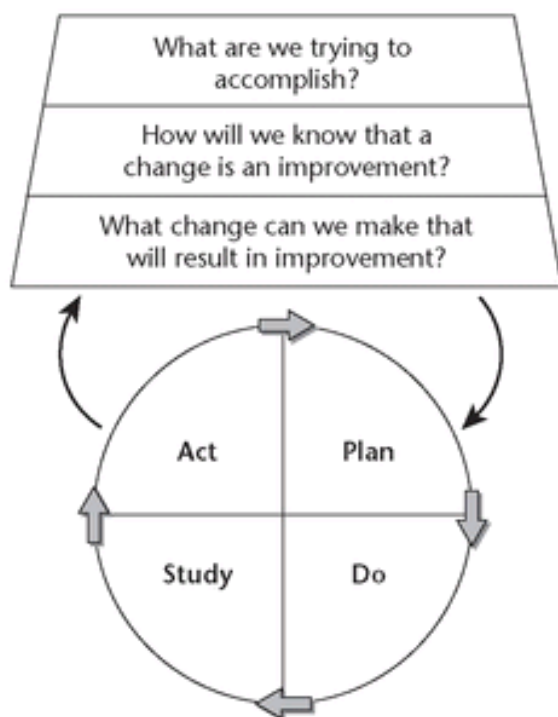 What are we trying to
accomplish?
How will we know that a
change is an improvement?
What change can we make that
will result in improvement?
Act
Plan
Study
Do